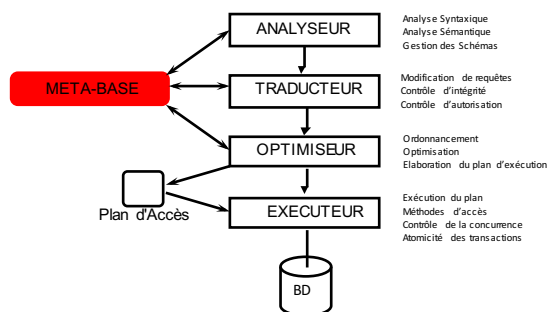 ANALYSEUR
Analyse Syntaxique
Analyse Sémantique
Gestion des Schémas
META-BASE
TRADUCTEUR
Modification de requêtes
Contrôle d'intégrité
Contrôle d'autorisation
OPTIMISEUR
Ordonnancement
Optimisation
Elaboration du plan d'exécution
Plan d'Accès
EXECUTEUR
Exécution du plan
Méthodes d'accès
Contrôle de la concurrence
Atomicité des transactions
BD